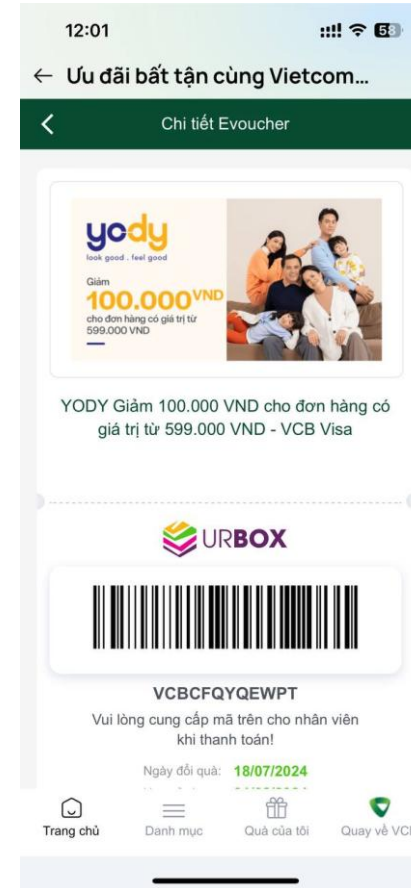 12:01
58
← Ưu đãi bất tận cùng Vietcom...
Chi tiết Evoucher
yody
look good . feel good
Giảm
100.000 VND
cho đơn hàng có giá trị từ
599.000 VND
YODY Giảm 100.000 VND cho đơn hàng có
giá trị từ 599.000 VND - VCB Visa
URBOX
VCBCFQYQEWPT
Vui lòng cung cấp mã trên cho nhân viên
khi thanh toán!
Ngày đổi quà: 18/07/2024
Trang chủ
Danh mục
Quà của tôi
Quay về VCB